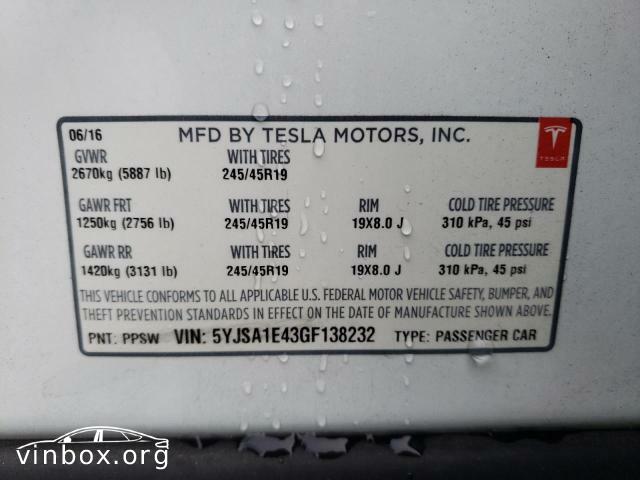 06/16 MFD BY TESLA MOTORS, INC.
TESLA
GVWR WITH TIRES
2670kg (5887 lb) 245/45R19
GAWR FRT WITH TIRES RIM COLD TIRE PRESSURE
1250kg (2756 lb) 245/45R19 19X8.0 J 310 kPa, 45 psi
GAWR RR WITH TIRES RIM COLD TIRE PRESSURE
1420kg (3131 lb) 245/45R19 19X8.0 J 310 kPa, 45 psi
THIS VEHICLE CONFORMS TO ALL APPLICABLE U.S. FEDERAL MOTOR VEHICLE SAFETY, BUMPER, AND
THEFT PREVENTION STANDARDS IN EFFECT ON THE DATE OF MANUFACTURE SHOWN ABOVE.
PNT: PPSW VIN: 5YJSA1E43GF138232 TYPE: PASSENGER CAR
vinbox.org